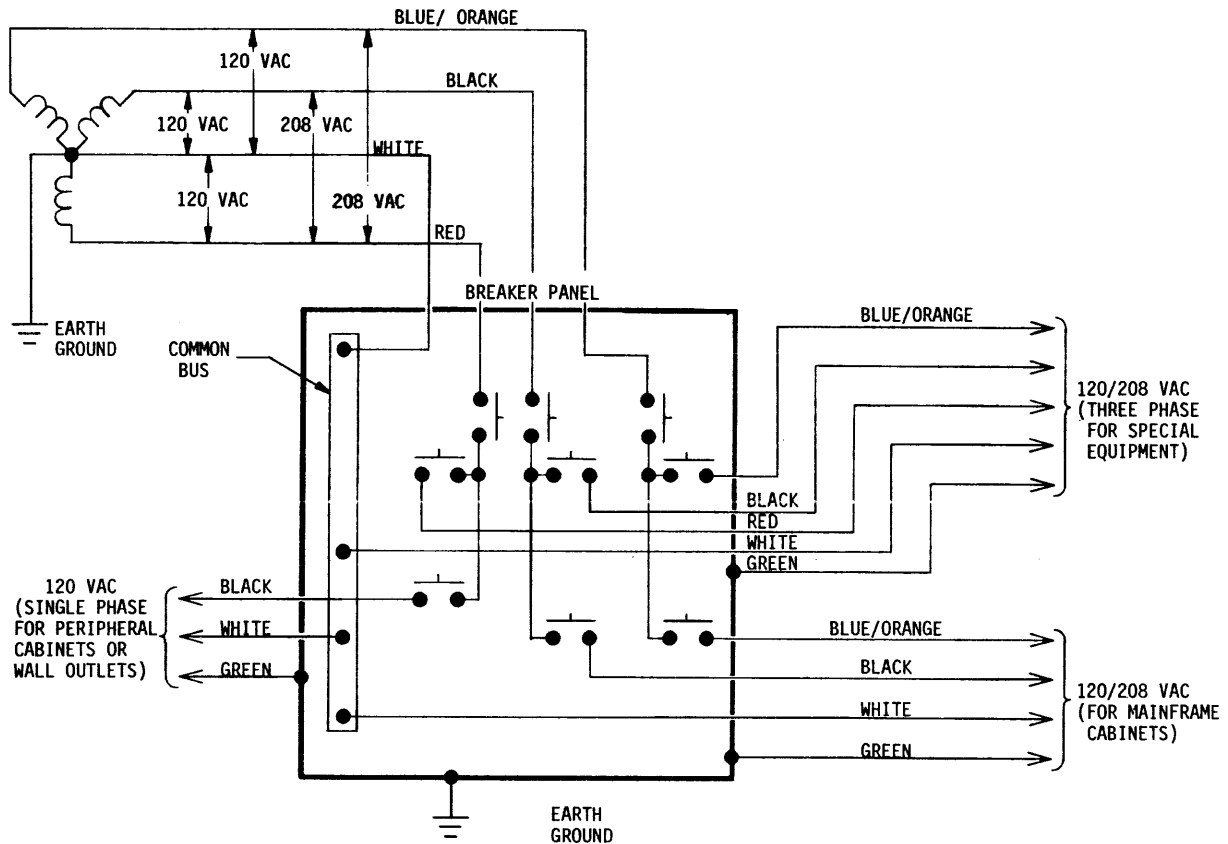 BLUE/ ORANGE
120 VAC
BLACK
120 VAC
208 VAC
WHITE
120 VAC
208 VAC
RED
BREAKER PANEL
EARTH
GROUND
COMMON
BUS
BLUE/ORANGE
120/208 VAC
(THREE PHASE
FOR SPECIAL
EQUIPMENT)
BLACK
RED
WHITE
GREEN
120 VAC
(SINGLE PHASE
FOR PERIPHERAL
CABINETS OR
WALL OUTLETS)
BLACK
WHITE
GREEN
BLUE/ORANGE
BLACK
WHITE
GREEN
120/208 VAC
(FOR MAINFRAME
CABINETS)
EARTH
GROUND